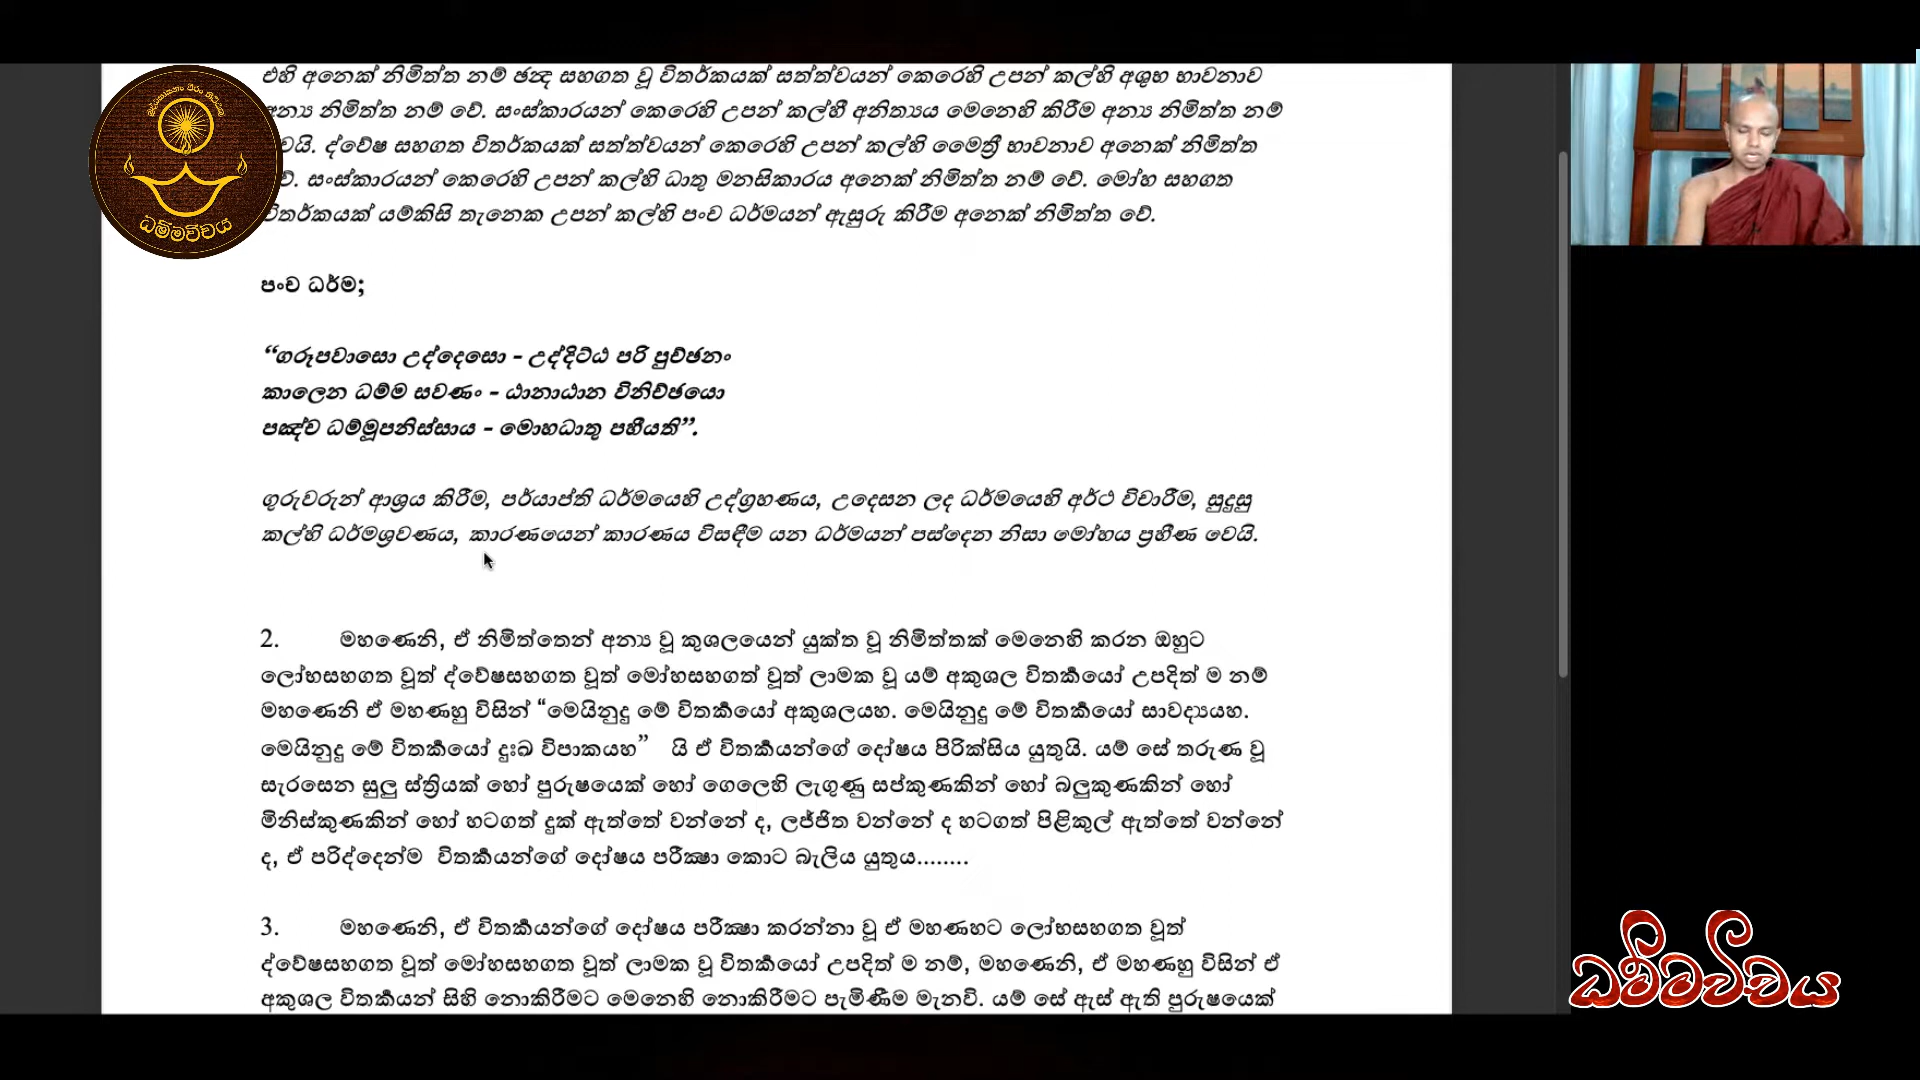 එහි අනෙක් නිමිත්ත නම් ඡන්‍ද සහගත වූ විතර්කයක් සත්ත්වයන් කෙරෙහි උපන් කල්හි අශුභ භාවනාව
අන්‍ය නිමිත්ත නම් වේ. සංස්කාරයන් කෙරෙහි උපන් කල්හී අනිත්‍යය මෙනෙහි කිරීම අන්‍ය නිමිත්ත නම්
වෙයි. ද්වේෂ සහගත විතර්කයක් සත්ත්වයන් කෙරෙහි උපන් කල්හි මෛත්‍රී භාවනාව අනෙක් නිමිත්ත
වේ. සංස්කාරයන් කෙරෙහි උපන් කල්හි ධාතු මනසිකාරය අනෙක් නිමිත්ත නම් වේ. මෝහ සහගත
විතර්කයක් යම්කිසි තැනෙක උපන් කල්හි පංච ධර්මයන් ඇසුරු කිරීම අනෙක් නිමිත්ත වේ.
පංච ධර්ම;
“ගරූපවාසො උද්දෙසො - උද්දිට්ඨ පරි පුච්ඡනං
කාලෙන ධම්ම සවණං - ඨානාඨාන විනිච්ඡයො
පඤ්ච ධම්මූපනිස්සාය - මොහධාතු පහීයති”.
ගුරුවරුන් ආශ්‍රය කිරීම, පර්යාප්ති ධර්මයෙහි උද්ග්‍රහණය, උදෙසන ලද ධර්මයෙහි අර්ථ විචාරීම, සුදුසු
කල්හි ධර්මශ්‍රවණය, කාරණයෙන් කාරණය විසඳීම යන ධර්මයන් පස්දෙන නිසා මෝහය ප්‍රහීණ වෙයි.
2. මහණෙනි, ඒ නිමිත්තෙන් අන්‍ය වූ කුශලයෙන් යුක්ත වූ නිමිත්තක් මෙනෙහි කරන ඔහුට
ලෝභසහගත වූත් ද්වේෂසහගත වූත් මෝහසහගත් වූත් ලාමක වූ යම් අකුශල විතර්‍කයෝ උපදිත් ම නම්
මහණෙනි ඒ මහණහු විසින් “මෙයිනුදු මේ විතර්‍කයෝ අකුශලයහ. මෙයිනුදු මේ විතර්‍කයෝ සාවද්‍යයහ.
මෙයිනුදු මේ විතර්‍කයෝ දුඃඛ විපාකයහ” යි ඒ විතර්‍කයන්ගේ දෝෂය පිරික්සිය යුතුයි. යම් සේ තරුණ වූ
සැරසෙන සුලු ස්ත්‍රියක් හෝ පුරුෂයෙක් හෝ ගෙලෙහි ලැගුණු සප්කුණකින් හෝ බලුකුණකින් හෝ
මිනිස්කුණකින් හෝ හටගත් දුක් ඇත්තේ වන්නේ ද, ලජ්ජිත වන්නේ ද හටගත් පිළිකුල් ඇත්තේ වන්නේ
ද, ඒ පරිද්දෙන්ම විතර්‍කයන්ගේ දෝෂය පරීක්‍ෂා කොට බැලිය යුතුය........
3. මහණෙනි, ඒ විතර්‍කයන්ගේ දෝෂය පරීක්‍ෂා කරන්නා වූ ඒ මහණහට ලෝභසහගත වූත්
ද්වේෂසහගත වූත් මෝහසහගත වූත් ලාමක වූ විතර්‍කයෝ උපදිත් ම නම්, මහණෙනි, ඒ මහණහු විසින් ඒ
අකුශල විතර්‍කයන් සිහි නොකිරීමට මෙනෙහි නොකිරීමට පැමිණීම මැනවි. යම් සේ ඇස් ඇති පුරුෂයෙක්
ධම්මවිචය
ධම්මවිචය